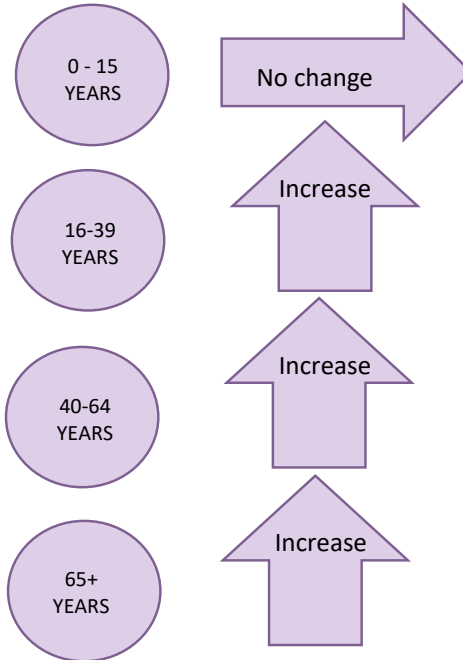 0 - 15
YEARS
No change
16-39
YEARS
Increase
40-64
YEARS
Increase
65+
YEARS
Increase